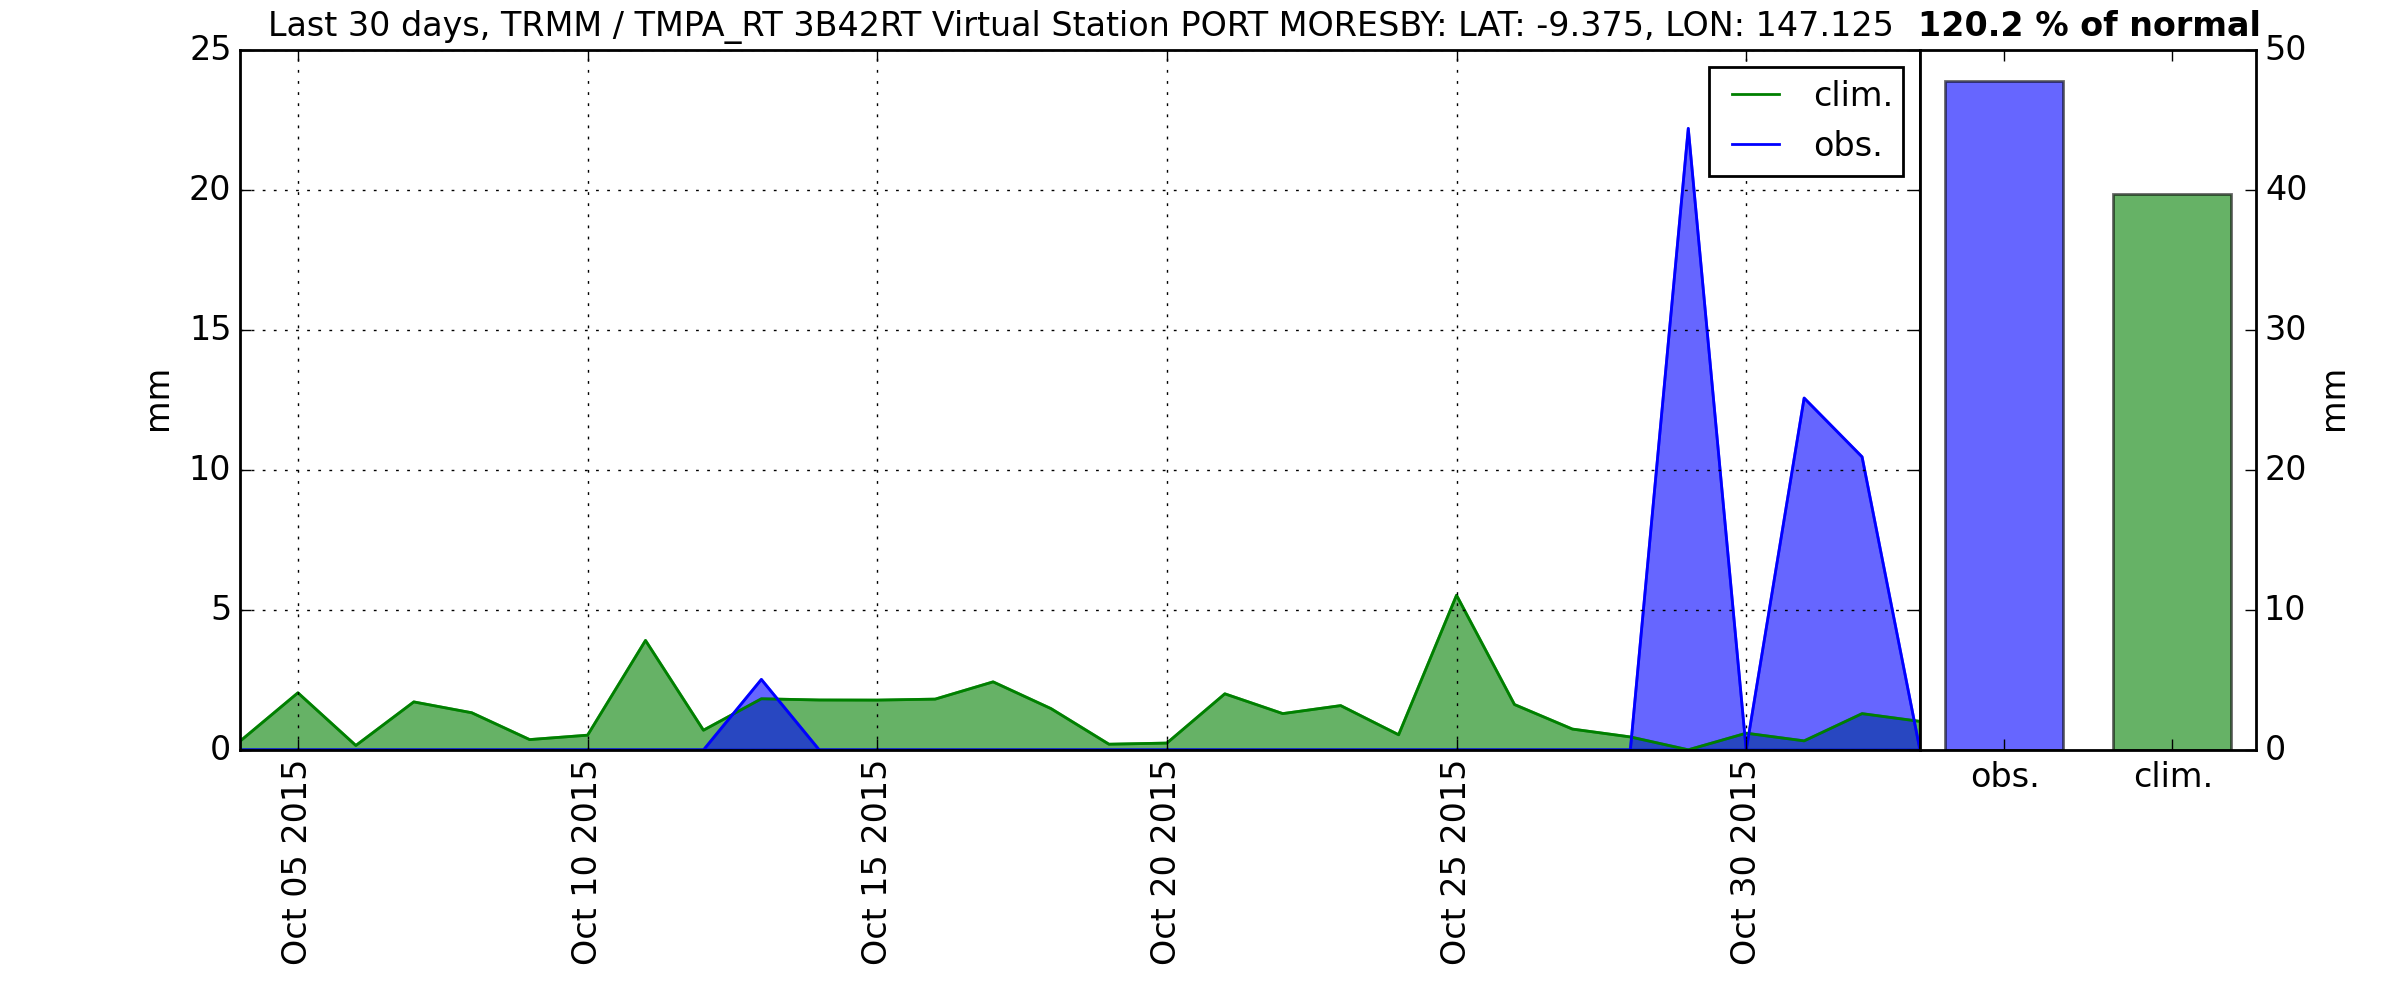 Last 30 days, TRMM / TMPA_RT 3B42RT Virtual Station PORT MORESBY: LAT: -9.375, LON: 147.125 120.2 % of normal
25
20
15
10
5
0
mm
clim.
obs.
50
40
30
20
10
0
mm
obs.
clim.
Oct 05 2015
Oct 10 2015
Oct 15 2015
Oct 20 2015
Oct 25 2015
Oct 30 2015